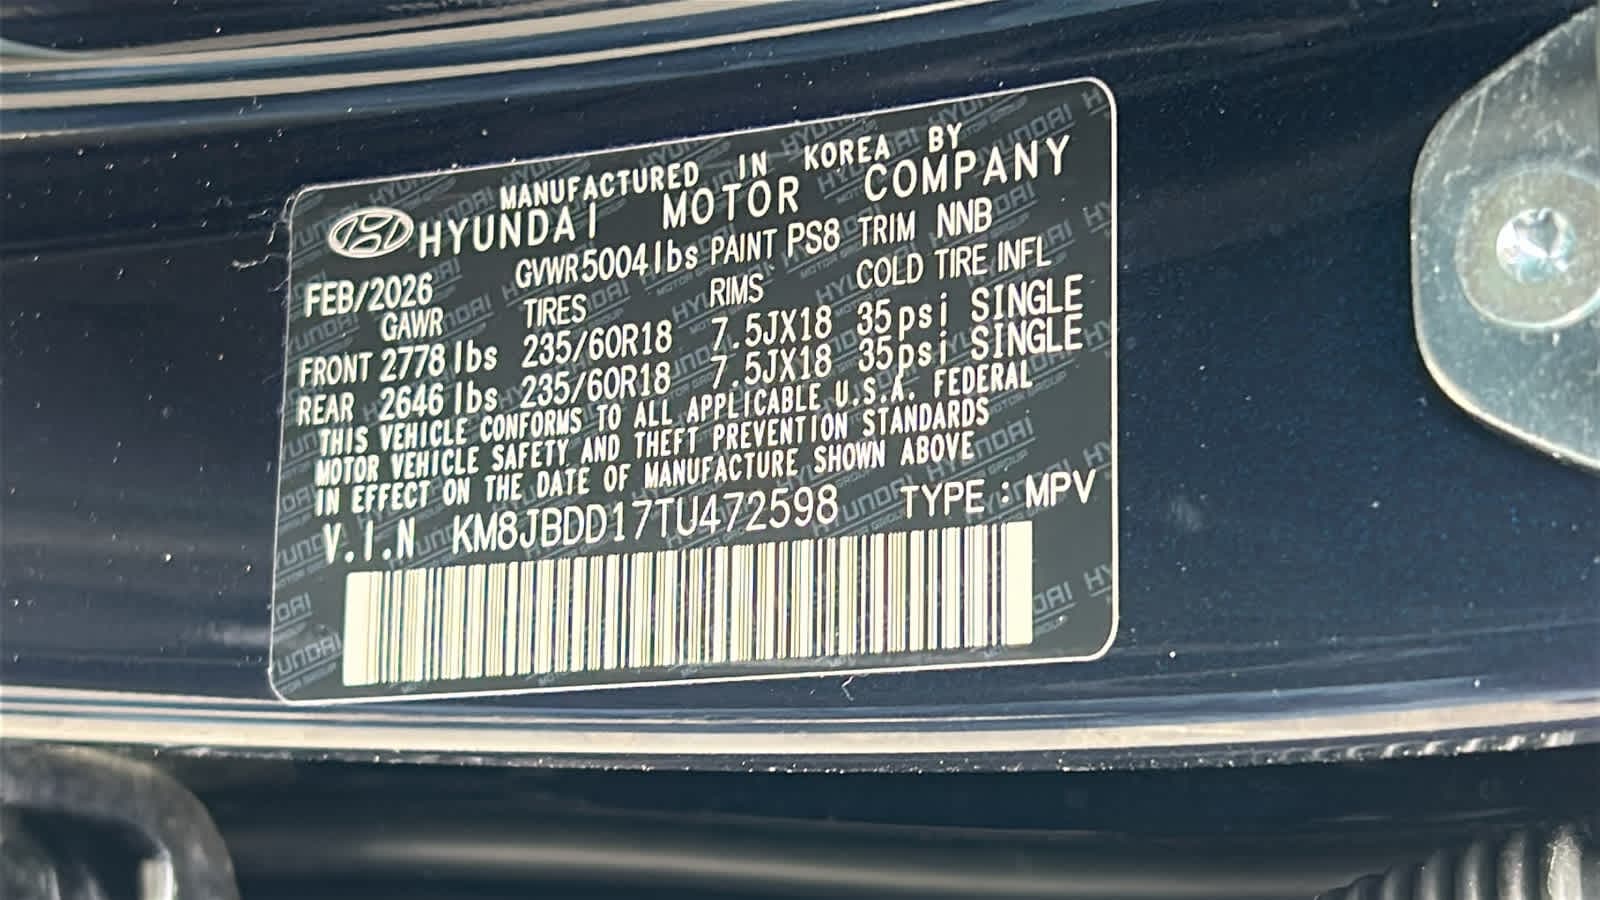 MANUFACTURED IN KOREA BY
HYUNDAI MOTOR COMPANY
FEB/2026 GVWR 5004 lbs PAINT PS8 TRIM NNB
GAWR TIRES RIMS COLD TIRE INFL
FRONT 2778 lbs 235/60R18 7.5JX18 35psi SINGLE
REAR 2646 lbs 235/60R18 7.5JX18 35psi SINGLE
THIS VEHICLE CONFORMS TO ALL APPLICABLE U.S.A. FEDERAL
MOTOR VEHICLE SAFETY AND THEFT PREVENTION STANDARDS
IN EFFECT ON THE DATE OF MANUFACTURE SHOWN ABOVE
V.I.N KM8JBDD17TU472598 TYPE : MPV